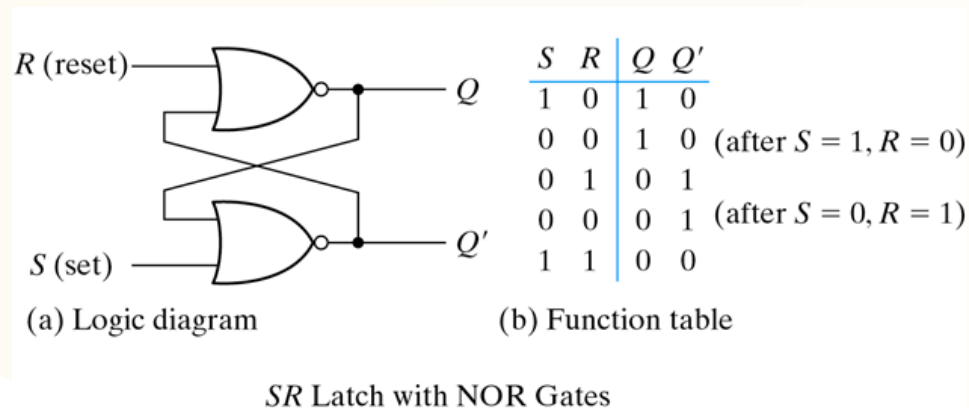 R (reset)
Q
Q′
S (set)
(a) Logic diagram
S R Q Q′
1 0 1 0
0 0 1 0 (after S = 1, R = 0)
0 1 0 1
0 0 0 1 (after S = 0, R = 1)
1 1 0 0
(b) Function table
SR Latch with NOR Gates